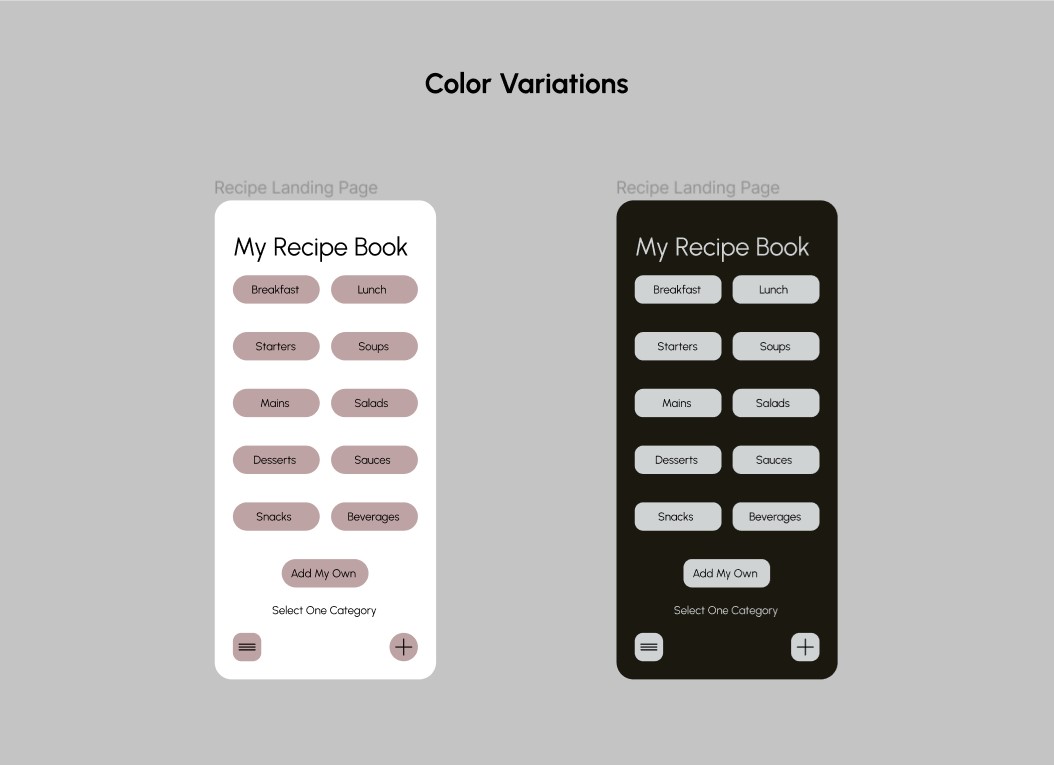 Color Variations
Recipe Landing Page
My Recipe Book
Breakfast Lunch
Starters Soups
Mains Salads
Desserts Sauces
Snacks Beverages
Add My Own
Select One Category
Recipe Landing Page
My Recipe Book
Breakfast Lunch
Starters Soups
Mains Salads
Desserts Sauces
Snacks Beverages
Add My Own
Select One Category